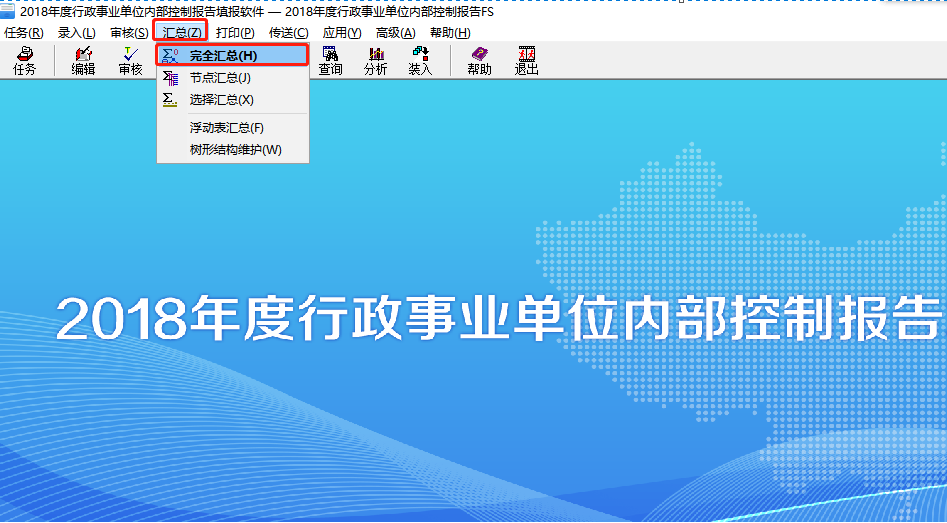 2018年度行政事业单位内部控制报告填报软件 — 2018年度行政事业单位内部控制报告FS
任务(R) 录入(L) 审核(S) 汇总(Z) 打印(P) 传送(C) 应用(Y) 高级(A) 帮助(H)
任务 编辑 审核 查询 分析 装入 帮助 退出
完全汇总(H)
节点汇总(J)
选择汇总(X)
浮动表汇总(F)
树形结构维护(W)
2018年度行政事业单位内部控制报告